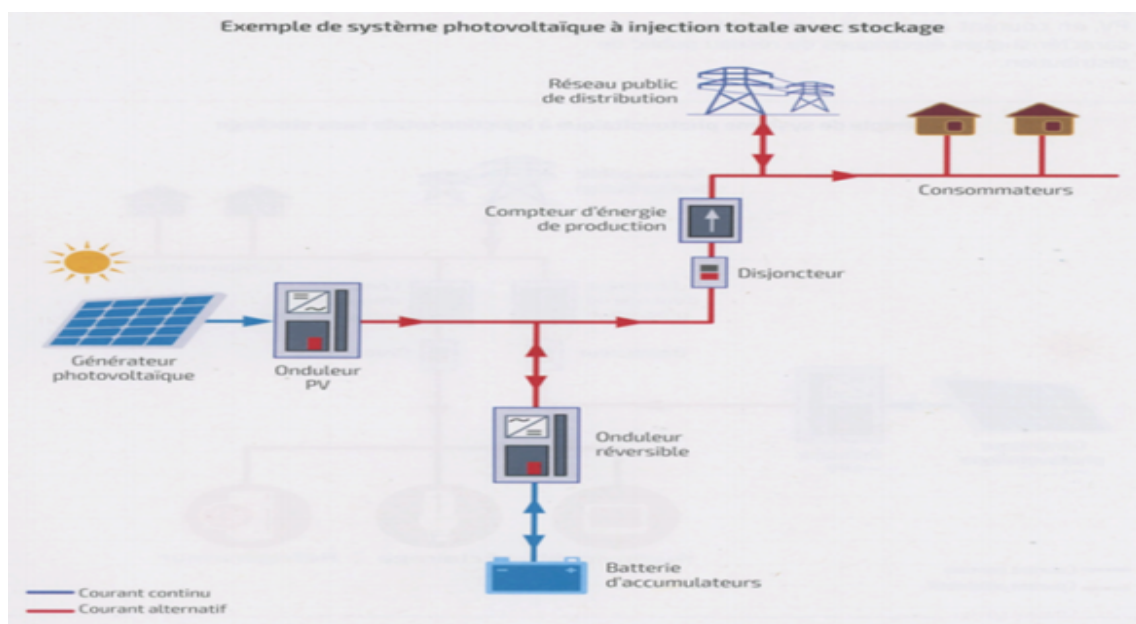 Exemple de système photovoltaïque à injection totale avec stockage
Réseau public
de distribution
Consommateurs
Compteur d'énergie
de production
Disjoncteur
Générateur
photovoltaïque
Onduleur
PV
Onduleur
réversible
Batterie
d'accumulateurs
Courant continu
Courant alternatif